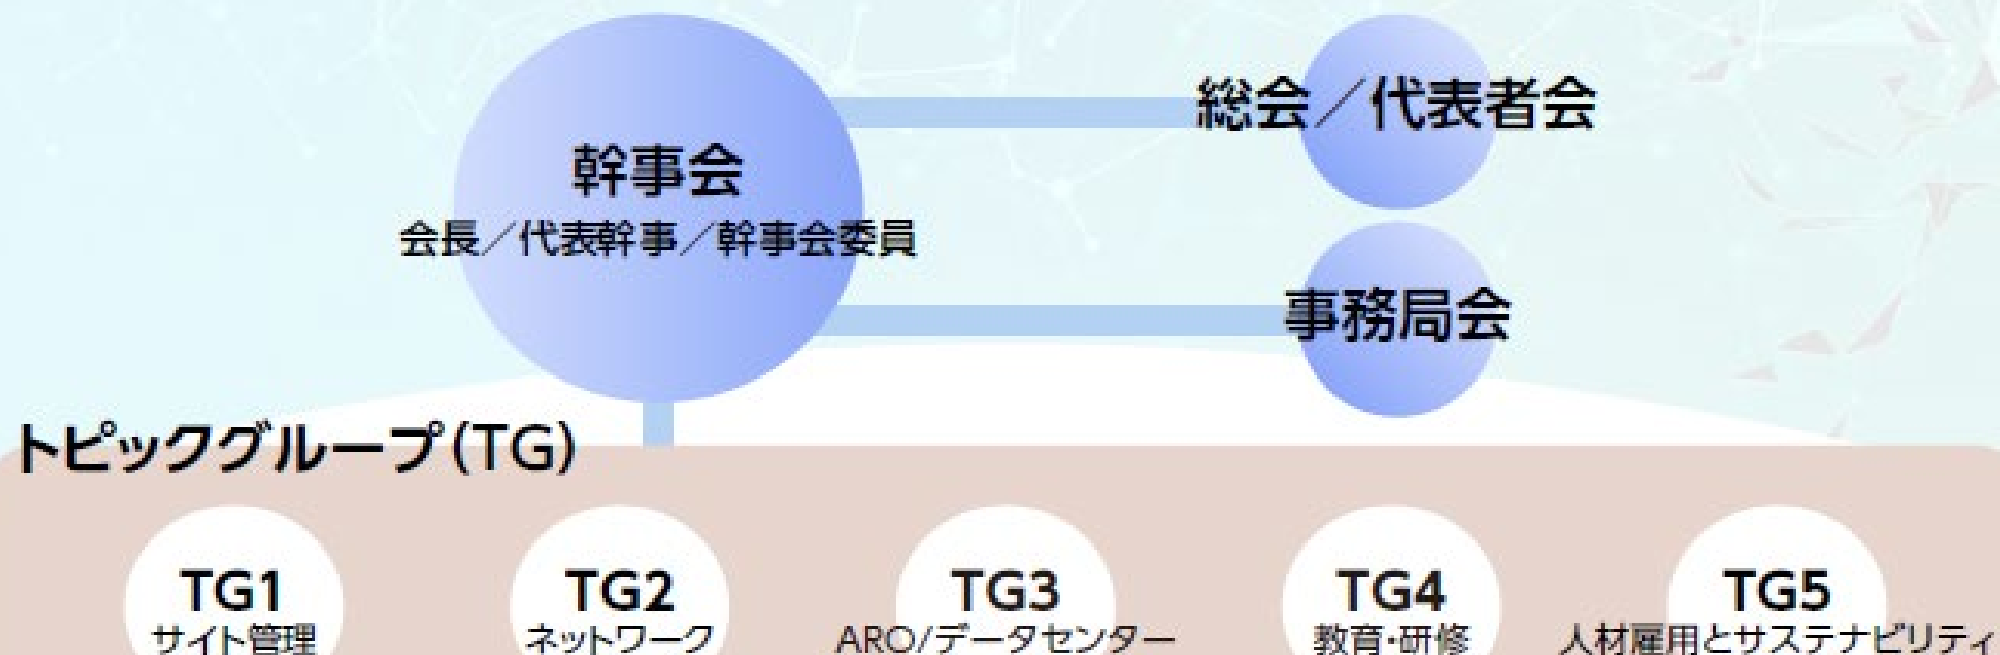 総会／代表者会
幹事会
会長／代表幹事／幹事会委員
事務局会
トピックグループ(TG)
TG1
サイト管理
TG2
ネットワーク
TG3
ARO/データセンター
TG4
教育・研修
TG5
人材雇用とサステナビリティ